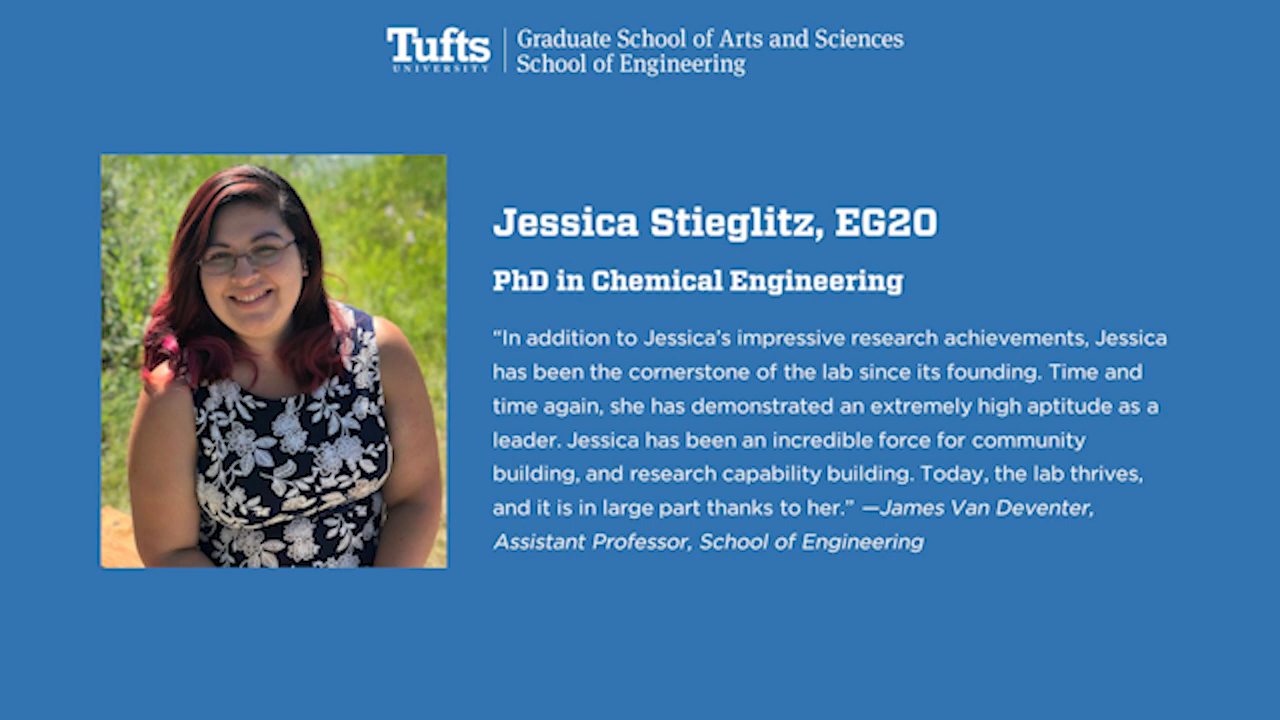 Tufts
UNIVERSITY
Graduate School of Arts and Sciences
School of Engineering
Jessica Stieglitz, EG20
PhD in Chemical Engineering
“In addition to Jessica’s impressive research achievements, Jessica
has been the cornerstone of the lab since its founding. Time and
time again, she has demonstrated an extremely high aptitude as a
leader. Jessica has been an incredible force for community
building, and research capability building. Today, the lab thrives,
and it is in large part thanks to her.” —James Van Deventer,
Assistant Professor, School of Engineering